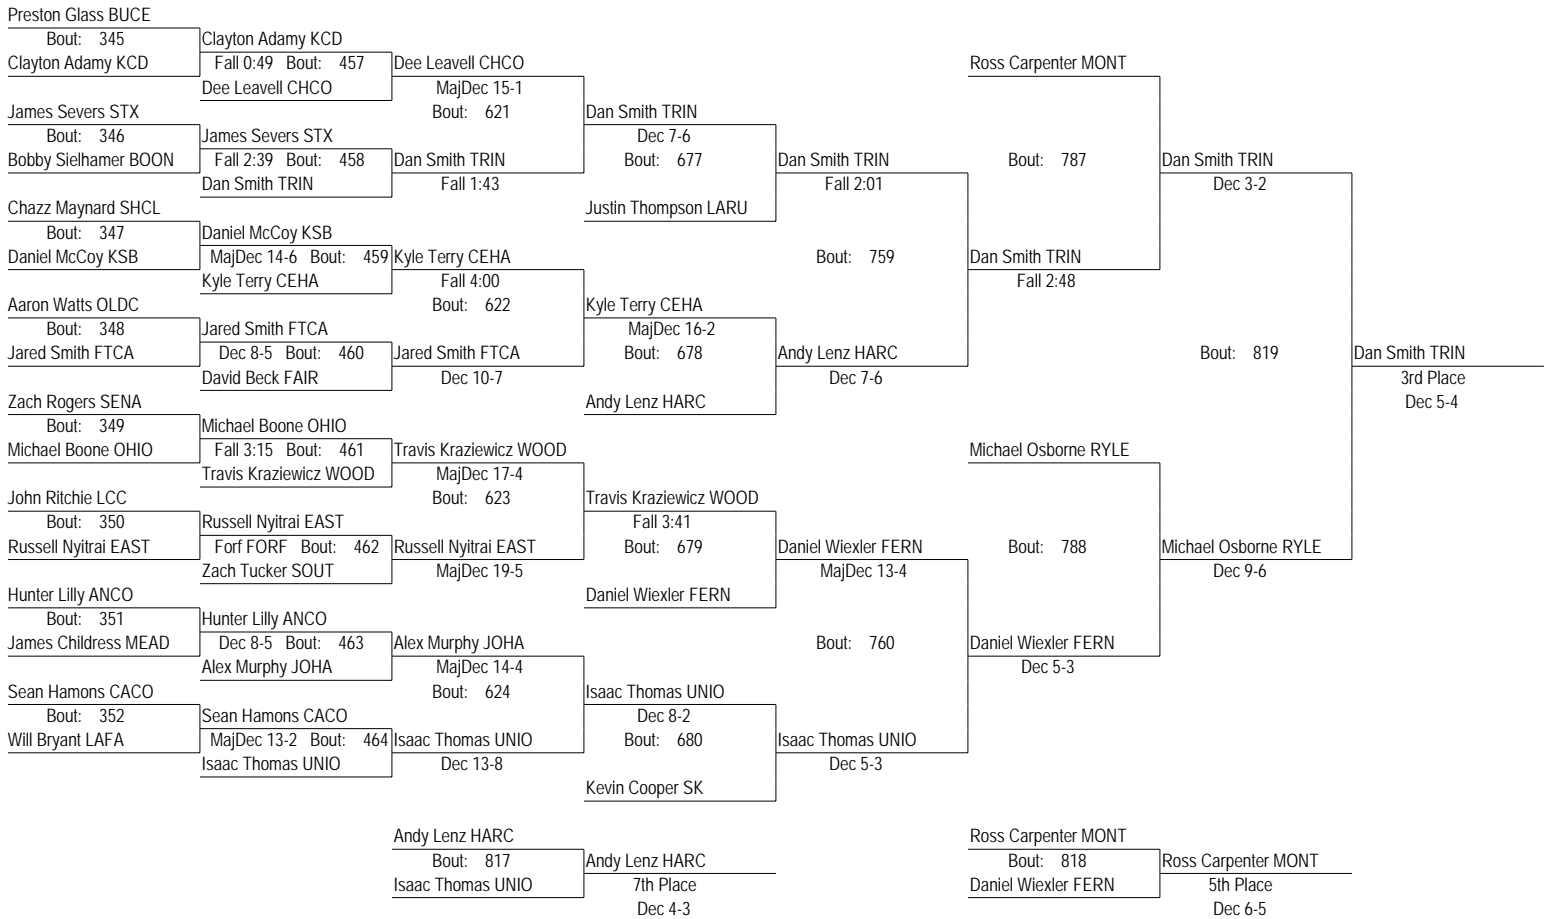 Preston Glass BUCE
Bout: 345 Clayton Adamy KCD
Clayton Adamy KCD Fall 0:49 Bout: 457 Dee Leavell CHCO Ross Carpenter MONT
Dee Leavell CHCO MajDec 15-1
James Severs STX Bout: 621 Dan Smith TRIN
Bout: 346 James Severs STX Dec 7-6
Bobby Sielhamer BOON Fall 2:39 Bout: 458 Dan Smith TRIN Bout: 677 Dan Smith TRIN Bout: 787 Dan Smith TRIN
Dan Smith TRIN Fall 1:43 Fall 2:01 Dec 3-2
Chazz Maynard SHCL Justin Thompson LARU
Bout: 347 Daniel McCoy KSB
Daniel McCoy KSB MajDec 14-6 Bout: 459 Kyle Terry CEHA Bout: 759 Dan Smith TRIN
Kyle Terry CEHA Fall 4:00 Fall 2:48
Aaron Watts OLDC Bout: 622 Kyle Terry CEHA
Bout: 348 Jared Smith FTCA MajDec 16-2
Jared Smith FTCA Dec 8-5 Bout: 460 Jared Smith FTCA Bout: 678 Andy Lenz HARC Bout: 819 Dan Smith TRIN
David Beck FAIR Dec 10-7 Dec 7-6 3rd Place
Zach Rogers SENA Andy Lenz HARC Dec 5-4
Bout: 349 Michael Boone OHIO
Michael Boone OHIO Fall 3:15 Bout: 461 Travis Kraziewicz WOOD Michael Osborne RYLE
Travis Kraziewicz WOOD MajDec 17-4
John Ritchie LCC Bout: 623 Travis Kraziewicz WOOD
Bout: 350 Russell Nyitrai EAST Fall 3:41
Russell Nyitrai EAST Forf FORF Bout: 462 Russell Nyitrai EAST Bout: 679 Daniel Wiexler FERN Bout: 788 Michael Osborne RYLE
Zach Tucker SOUT MajDec 19-5 MajDec 13-4 Dec 9-6
Hunter Lilly ANCO Daniel Wiexler FERN
Bout: 351 Hunter Lilly ANCO
James Childress MEAD Dec 8-5 Bout: 463 Alex Murphy JOHA Bout: 760 Daniel Wiexler FERN
Alex Murphy JOHA MajDec 14-4 Dec 5-3
Sean Hamons CACO Bout: 624 Isaac Thomas UNIO
Bout: 352 Sean Hamons CACO Dec 8-2
Will Bryant LAFA MajDec 13-2 Bout: 464 Isaac Thomas UNIO Bout: 680 Isaac Thomas UNIO
Isaac Thomas UNIO Dec 13-8 Dec 5-3
Kevin Cooper SK
Andy Lenz HARC Ross Carpenter MONT
Bout: 817 Andy Lenz HARC Bout: 818 Ross Carpenter MONT
Isaac Thomas UNIO 7th Place Daniel Wiexler FERN 5th Place
Dec 4-3 Dec 6-5